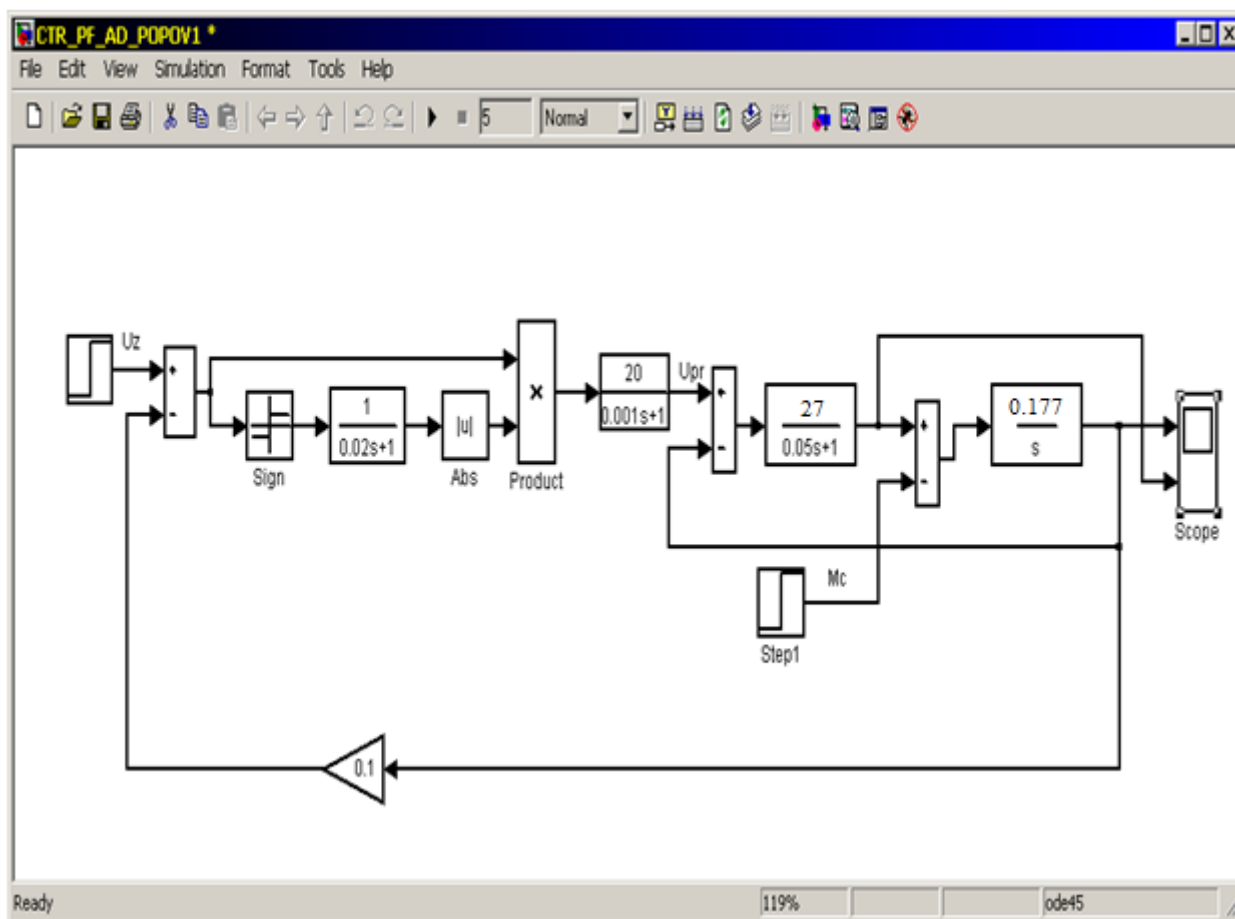 CTR_PF_AD_POPOV1 *
File Edit View Simulation Format Tools Help
5 Normal
Uz
+
-
Sign
1
0.02s+1
|u|
Abs
×
Product
20
0.001s+1
Upr
+
-
27
0.05s+1
+
-
0.177
s
Scope
Mc
Step1
0.1
Ready 119% ode45